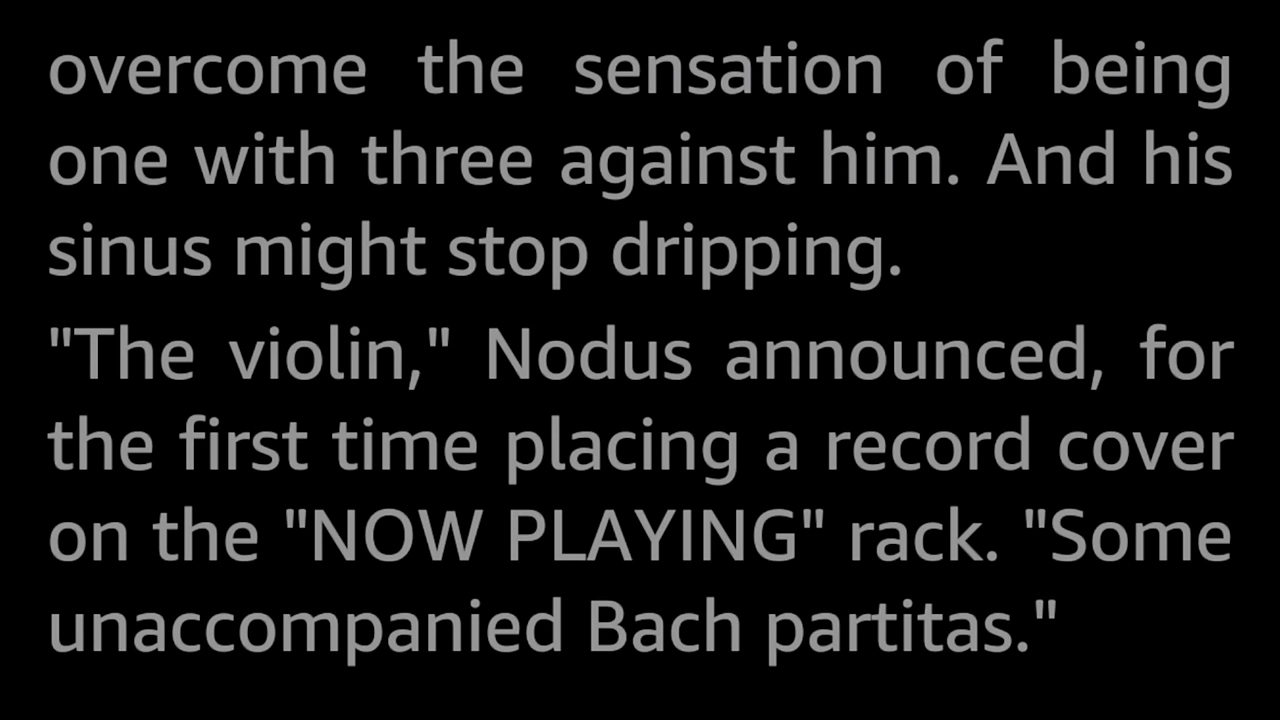 overcome the sensation of being
one with three against him. And his
sinus might stop dripping.
"The violin," Nodus announced, for
the first time placing a record cover
on the "NOW PLAYING" rack. "Some
unaccompanied Bach partitas."